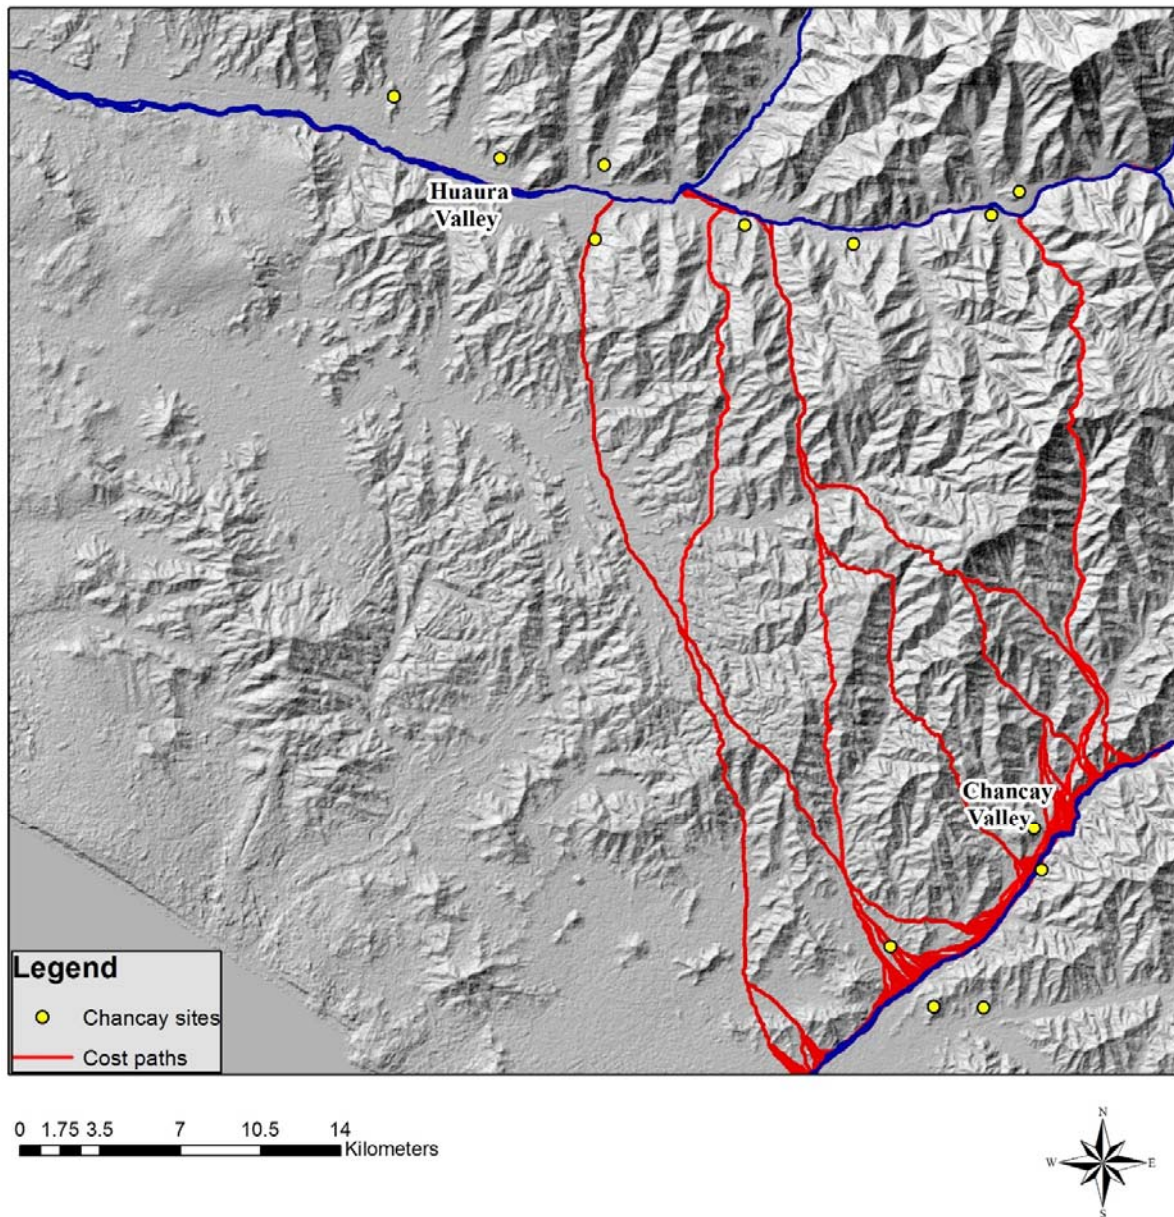 Huaura
Valley
Chancay
Valley
Legend
Chancay sites
Cost paths
0 1.75 3.5 7 10.5 14
Kilometers
N
W E
S